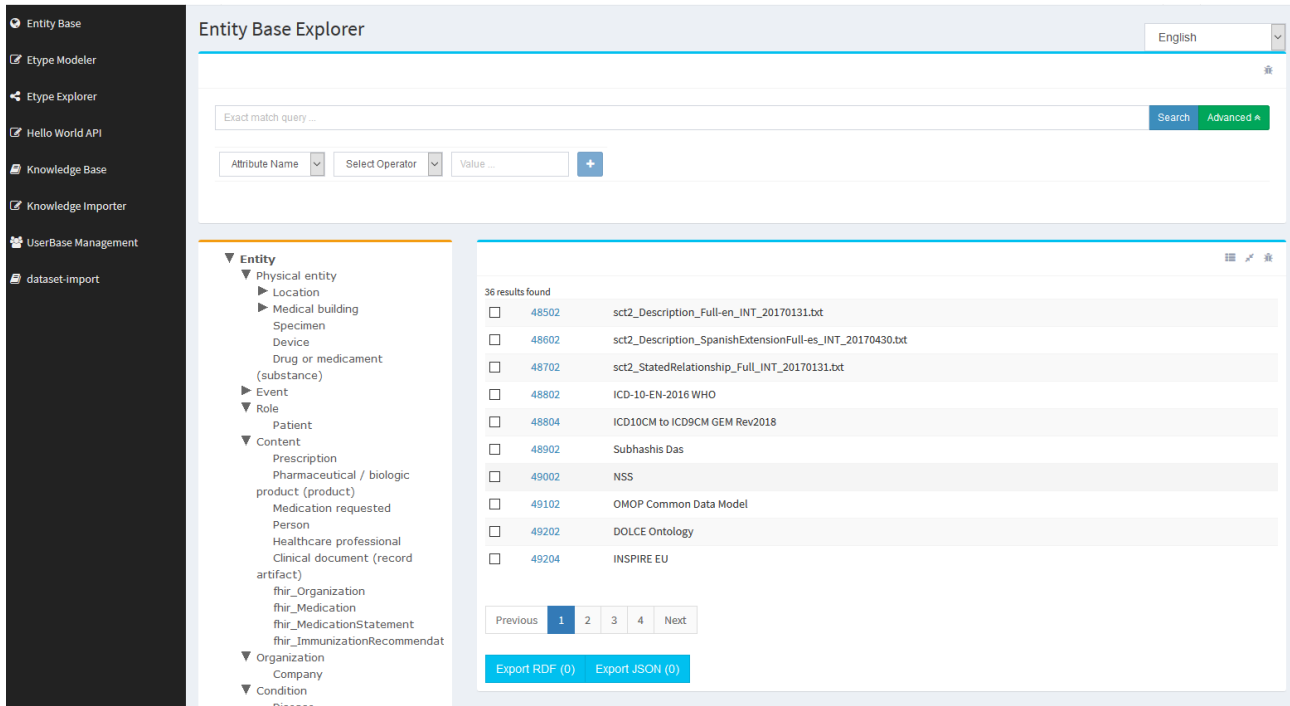 Entity Base
Etype Modeler
Etype Explorer
Hello World API
Knowledge Base
Knowledge Importer
UserBase Management
dataset-import
Entity Base Explorer
English
Exact match query ...
Search
Advanced
Attribute Name
Select Operator
Value ...
+
Entity
Physical entity
Location
Medical building
Specimen
Device
Drug or medicament
(substance)
Event
Role
Patient
Content
Prescription
Pharmaceutical / biologic
product (product)
Medication requested
Person
Healthcare professional
Clinical document (record
artifact)
fhir_Organization
fhir_Medication
fhir_MedicationStatement
fhir_ImmunizationRecommendat
Organization
Company
Condition
36 results found
48502 sct2_Description_Full-en_INT_20170131.txt
48602 sct2_Description_SpanishExtensionFull-es_INT_20170430.txt
48702 sct2_StatedRelationship_Full_INT_20170131.txt
48802 ICD-10-EN-2016 WHO
48804 ICD10CM to ICD9CM GEM Rev2018
48902 Subhashis Das
49002 NSS
49102 OMOP Common Data Model
49202 DOLCE Ontology
49204 INSPIRE EU
Previous 1 2 3 4 Next
Export RDF (0) Export JSON (0)